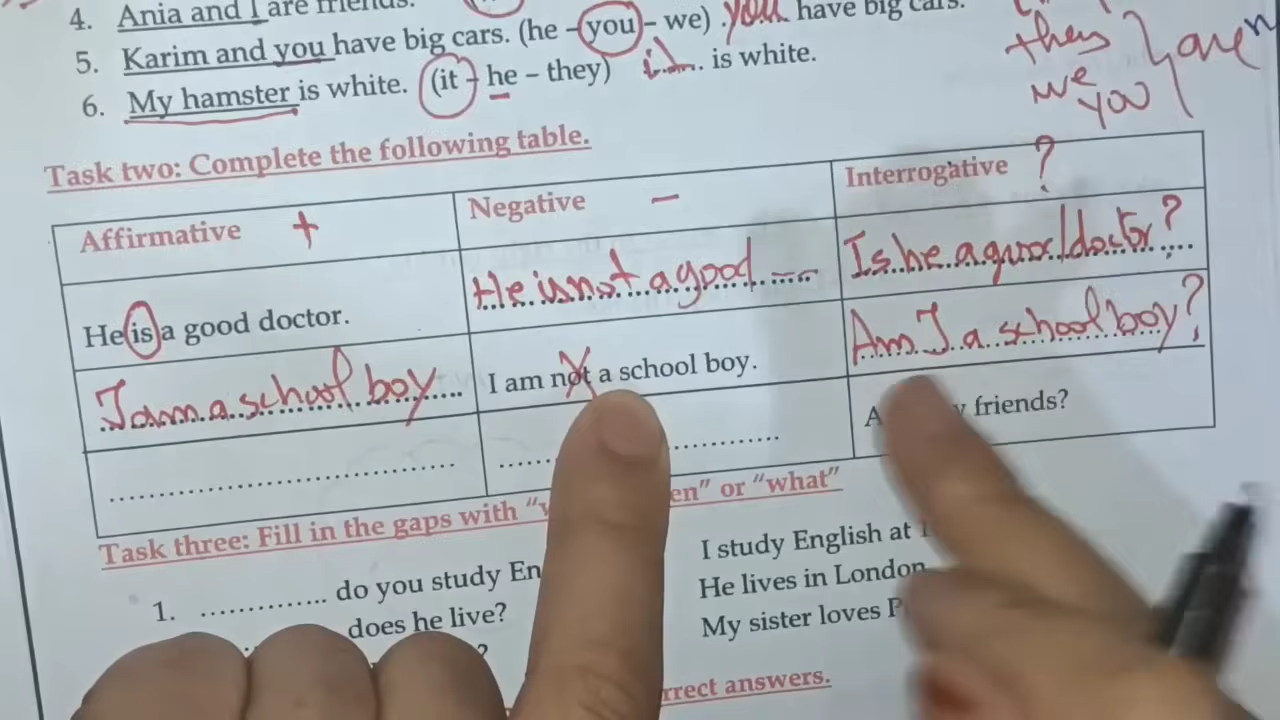 4. Ania and I are friends.
5. Karim and you have big cars. (he – you – we) .you have big cars.
6. My hamster is white. (it – he – they) it... is white.
they
we
you
are
Task two: Complete the following table.
Affirmative + Negative – Interrogative ?
He is a good doctor. He is not a good ---.... Is he a good doctor?....
I am a school boy.... I am not a school boy. Am I a school boy?
.................................... friends?
Task three: Fill in the gaps with " or "what"
1. .............. do you study I study English at
does he live? He lives in London
? My sister loves
answers.